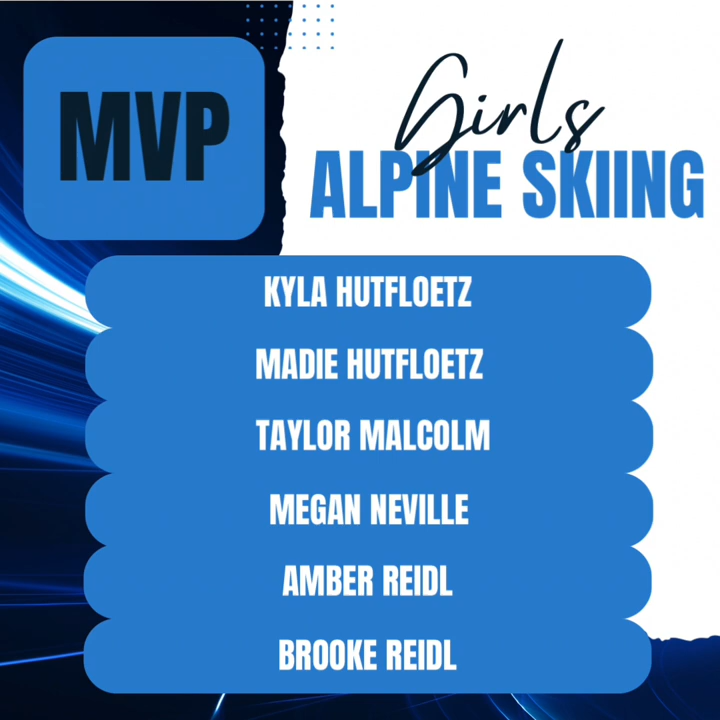 MVP
Girls
ALPINE SKIING
KYLA HUTFLOETZ
MADIE HUTFLOETZ
TAYLOR MALCOLM
MEGAN NEVILLE
AMBER REIDL
BROOKE REIDL